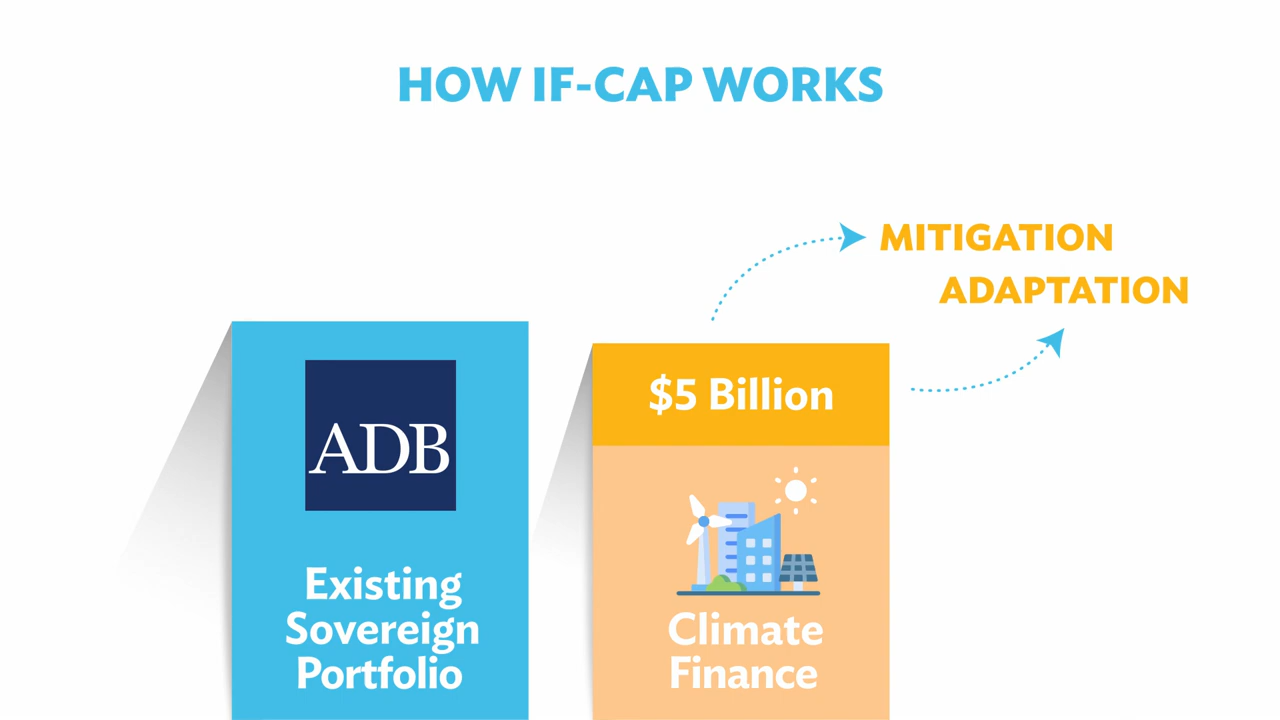 HOW IF-CAP WORKS
MITIGATION
ADAPTATION
ADB
Existing
Sovereign
Portfolio
$5 Billion
Climate
Finance